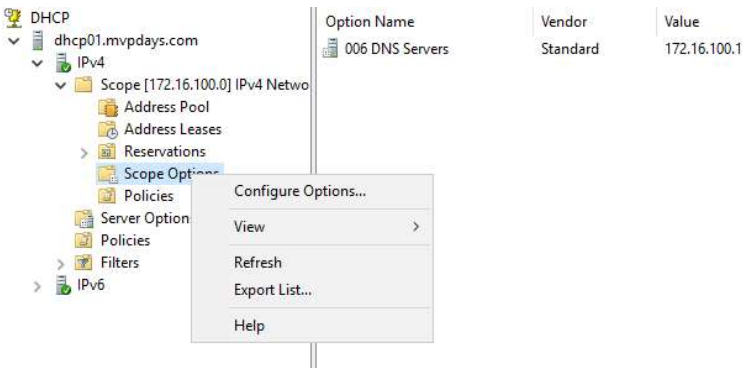 DHCP
dhcp01.mvpdays.com
IPv4
Scope [172.16.100.0] IPv4 Netwo
Address Pool
Address Leases
Reservations
Scope Options
Policies
Server Option
Policies
Filters
IPv6
Option Name Vendor Value
006 DNS Servers Standard 172.16.100.1
Configure Options...
View
Refresh
Export List...
Help